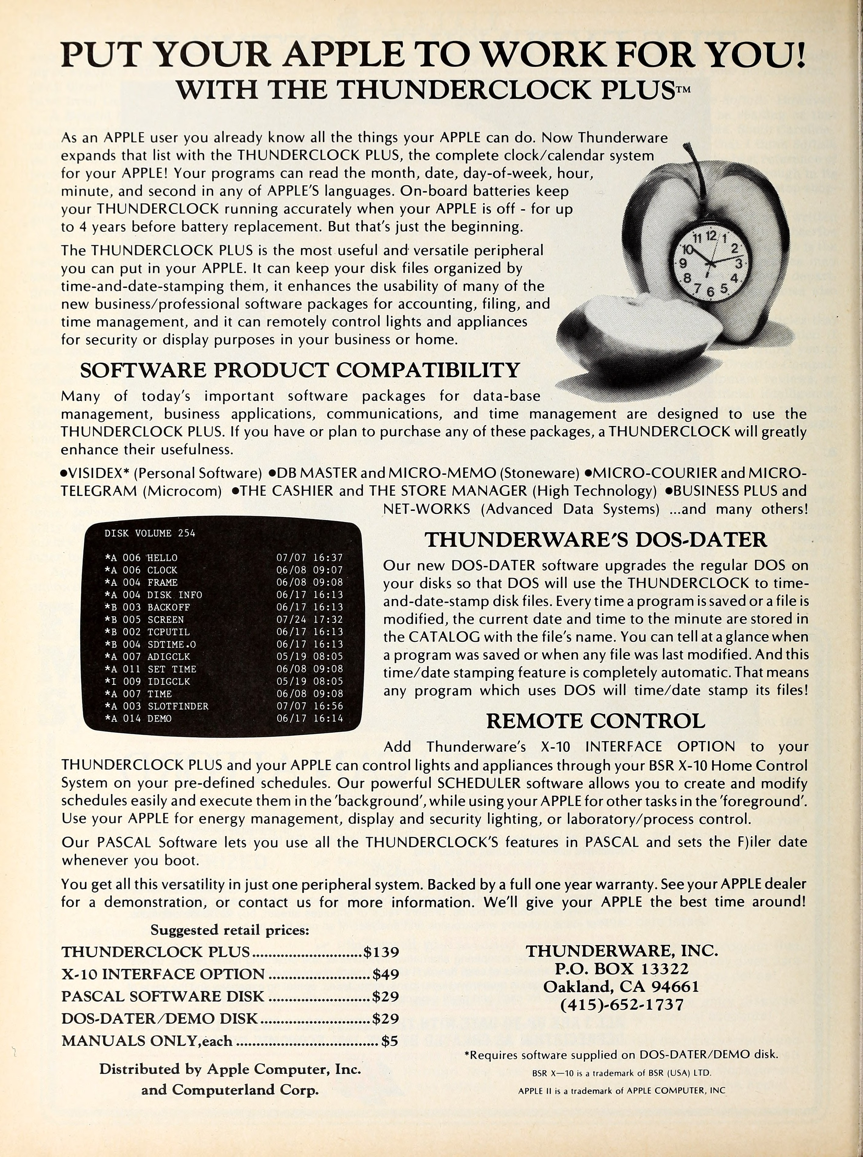 PUT YOUR APPLE TO WORK FOR YOU!
WITH THE THUNDERCLOCK PLUS™
As an APPLE user you already know all the things your APPLE can do. Now Thunderware
expands that list with the THUNDERCLOCK PLUS, the complete clock/calendar system
for your APPLE! Your programs can read the month, date, day-of-week, hour,
minute, and second in any of APPLE'S languages. On-board batteries keep
your THUNDERCLOCK running accurately when your APPLE is off - for up
to 4 years before battery replacement. But that's just the beginning.
The THUNDERCLOCK PLUS is the most useful and versatile peripheral
you can put in your APPLE. It can keep your disk files organized by
time-and-date-stamping them, it enhances the usability of many of the
new business/professional software packages for accounting, filing, and
time management, and it can remotely control lights and appliances
for security or display purposes in your business or home.
11 12 1
10 2
9 3
8 4
7 6 5
SOFTWARE PRODUCT COMPATIBILITY
Many of today's important software packages for data-base
management, business applications, communications, and time management are designed to use the
THUNDERCLOCK PLUS. If you have or plan to purchase any of these packages, a THUNDERCLOCK will greatly
enhance their usefulness.
●VISIDEX* (Personal Software) ●DB MASTER and MICRO-MEMO (Stoneware) ●MICRO-COURIER and MICRO-
TELEGRAM (Microcom) ●THE CASHIER and THE STORE MANAGER (High Technology) ●BUSINESS PLUS and
NET-WORKS (Advanced Data Systems) ...and many others!
DISK VOLUME 254
*A 006 HELLO 07/07 16:37
*A 006 CLOCK 06/08 09:07
*A 004 FRAME 06/08 09:08
*A 004 DISK INFO 06/17 16:13
*B 003 BACKOFF 06/17 16:13
*B 005 SCREEN 07/24 17:32
*B 002 TCPUTIL 06/17 16:13
*B 004 SDTIME.O 06/17 16:13
*A 007 ADIGCLK 05/19 08:05
*A 011 SET TIME 06/08 09:08
*I 009 IDIGCLK 05/19 08:05
*A 007 TIME 06/08 09:08
*A 003 SLOTFINDER 07/07 16:56
*A 014 DEMO 06/17 16:14
THUNDERWARE'S DOS-DATER
Our new DOS-DATER software upgrades the regular DOS on
your disks so that DOS will use the THUNDERCLOCK to time-
and-date-stamp disk files. Every time a program is saved or a file is
modified, the current date and time to the minute are stored in
the CATALOG with the file's name. You can tell at a glance when
a program was saved or when any file was last modified. And this
time/date stamping feature is completely automatic. That means
any program which uses DOS will time/date stamp its files!
REMOTE CONTROL
Add Thunderware's X-10 INTERFACE OPTION to your
THUNDERCLOCK PLUS and your APPLE can control lights and appliances through your BSR X-10 Home Control
System on your pre-defined schedules. Our powerful SCHEDULER software allows you to create and modify
schedules easily and execute them in the 'background', while using your APPLE for other tasks in the 'foreground'.
Use your APPLE for energy management, display and security lighting, or laboratory/process control.
Our PASCAL Software lets you use all the THUNDERCLOCK'S features in PASCAL and sets the F)iler date
whenever you boot.
You get all this versatility in just one peripheral system. Backed by a full one year warranty. See your APPLE dealer
for a demonstration, or contact us for more information. We'll give your APPLE the best time around!
Suggested retail prices:
THUNDERCLOCK PLUS...........................$139
X-10 INTERFACE OPTION.........................$49
PASCAL SOFTWARE DISK.........................$29
DOS-DATER/DEMO DISK...........................$29
MANUALS ONLY,each...................................$5
Distributed by Apple Computer, Inc.
and Computerland Corp.
THUNDERWARE, INC.
P.O. BOX 13322
Oakland, CA 94661
(415)-652-1737
*Requires software supplied on DOS-DATER/DEMO disk.
BSR X—10 is a trademark of BSR (USA) LTD.
APPLE II is a trademark of APPLE COMPUTER, INC